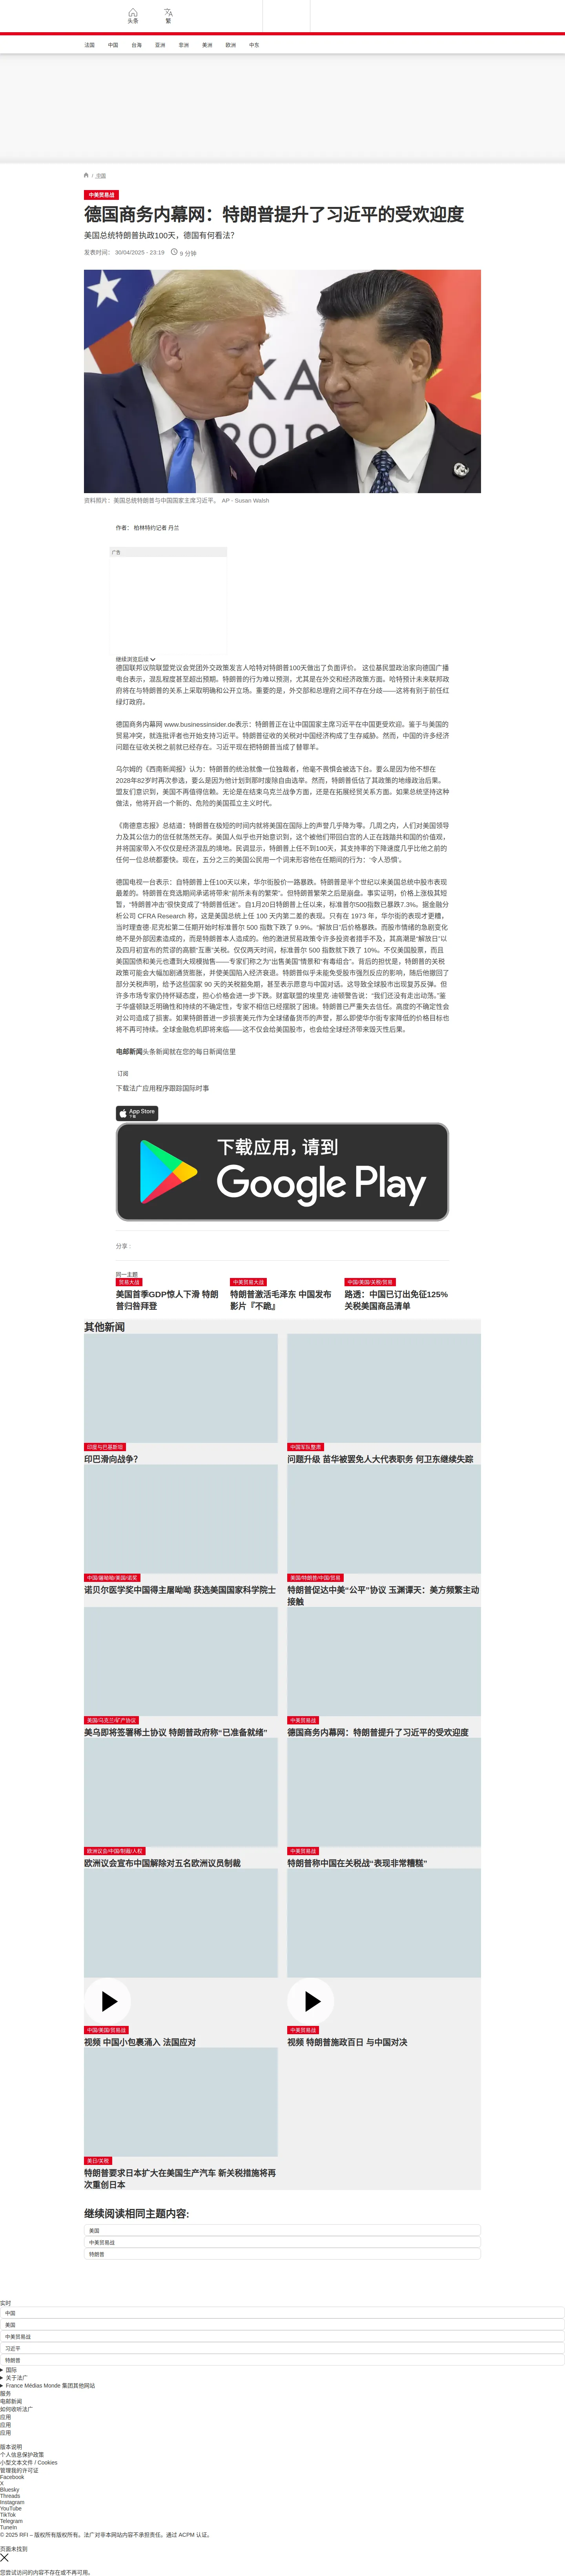 头条
繁
法国
中国
台海
亚洲
非洲
美洲
欧洲
中东
/ 中国
中美贸易战
德国商务内幕网：特朗普提升了习近平的受欢迎度
美国总统特朗普执政100天，德国有何看法？
发表时间： 30/04/2025 - 23:19
9 分钟
资料照片：美国总统特朗普与中国国家主席习近平。 AP - Susan Walsh
作者： 柏林特约记者 丹兰
广告
继续浏览后续
德国联邦议院联盟党议会党团外交政策发言人哈特对特朗普100天做出了负面评价。 这位基民盟政治家向德国广播
电台表示，混乱程度甚至超出预期。特朗普的行为难以预测，尤其是在外交和经济政策方面。哈特预计未来联邦政
府将在与特朗普的关系上采取明确和公开立场。重要的是，外交部和总理府之间不存在分歧——这将有别于前任红
绿灯政府。
德国商务内幕网 www.businessinsider.de表示：特朗普正在让中国国家主席习近平在中国更受欢迎。鉴于与美国的
贸易冲突，就连批评者也开始支持习近平。特朗普征收的关税对中国经济构成了生存威胁。然而，中国的许多经济
问题在征收关税之前就已经存在。习近平现在把特朗普当成了替罪羊。
乌尔姆的《西南新闻报》认为：特朗普的统治就像一位独裁者，他毫不畏惧会被选下台。要么是因为他不想在
2028年82岁时再次参选，要么是因为他计划到那时废除自由选举。然而，特朗普低估了其政策的地缘政治后果。
盟友们意识到，美国不再值得信赖。无论是在结束乌克兰战争方面，还是在拓展经贸关系方面。如果总统坚持这种
做法，他将开启一个新的、危险的美国孤立主义时代。
《南德意志报》总结道：特朗普在极短的时间内就将美国在国际上的声誉几乎降为零。几周之内，人们对美国领导
力及其公信力的信任就荡然无存。美国人似乎也开始意识到，这个被他们带回白宫的人正在践踏共和国的价值观，
并将国家带入不仅仅是经济混乱的境地。民调显示，特朗普上任不到100天，其支持率的下降速度几乎比他之前的
任何一位总统都要快。现在，五分之三的美国公民用一个词来形容他在任期间的行为：‘令人恐惧’。
德国电视一台表示：自特朗普上任100天以来，华尔街股价一路暴跌。特朗普是半个世纪以来美国总统中股市表现
最差的。特朗普在竞选期间承诺将带来“前所未有的繁荣”。但特朗普繁荣之后是崩盘。事实证明，价格上涨极其短
暂。“特朗普冲击”很快变成了“特朗普低迷”。自1月20日特朗普上任以来，标准普尔500指数已暴跌7.3%。据金融分
析公司 CFRA Research 称，这是美国总统上任 100 天内第二差的表现。只有在 1973 年，华尔街的表现才更糟，
当时理查德·尼克松第二任期开始时标准普尔 500 指数下跌了 9.9%。“解放日”后价格暴跌。而股市情绪的急剧变化
绝不是外部因素造成的，而是特朗普本人造成的。他的激进贸易政策令许多投资者措手不及，其高潮是“解放日”以
及四月初宣布的荒谬的高额“互惠”关税。仅仅两天时间，标准普尔 500 指数就下跌了 10%。不仅美国股票，而且
美国国债和美元也遭到大规模抛售——专家们称之为“出售美国”情景和“有毒组合”。背后的担忧是，特朗普的关税
政策可能会大幅加剧通货膨胀，并使美国陷入经济衰退。特朗普似乎未能免受股市强烈反应的影响，随后他撤回了
部分关税声明，给予这些国家 90 天的关税豁免期，甚至表示愿意与中国对话。这导致全球股市出现复苏反弹。但
许多市场专家仍持怀疑态度，担心价格会进一步下跌。财富联盟的埃里克·迪顿警告说：“我们还没有走出动荡。”鉴
于华盛顿缺乏明确性和持续的不确定性，专家不相信已经摆脱了困境。特朗普已严重失去信任。高度的不确定性会
对公司造成了损害。如果特朗普进一步损害美元作为全球储备货币的声誉，那么即使华尔街专家降低的价格目标也
将不再可持续。全球金融危机即将来临——这不仅会给美国股市，也会给全球经济带来毁灭性后果。
电邮新闻头条新闻就在您的每日新闻信里
订阅
下载法广应用程序跟踪国际时事
App Store
下载
下载应用，请到
Google Play
分享 :
同一主题
贸易大战
美国首季GDP惊人下滑 特朗
普归咎拜登
中美贸易大战
特朗普激活毛泽东 中国发布
影片『不跪』
中国/美国/关税/贸易
路透：中国已订出免征125%
关税美国商品清单
其他新闻
印度与巴基斯坦
印巴滑向战争？
中国军队整肃
问题升级 苗华被罢免人大代表职务 何卫东继续失踪
中国/屠呦呦/美国/诺奖
诺贝尔医学奖中国得主屠呦呦 获选美国国家科学院士
美国/特朗普/中国/贸易
特朗普促达中美“公平”协议 玉渊谭天：美方频繁主动
接触
美国/乌克兰/矿产协议
美乌即将签署稀土协议 特朗普政府称“已准备就绪”
中美贸易战
德国商务内幕网：特朗普提升了习近平的受欢迎度
欧洲议会/中国/制裁/人权
欧洲议会宣布中国解除对五名欧洲议员制裁
中美贸易战
特朗普称中国在关税战“表现非常糟糕”
中国/美国/贸易战
视频 中国小包裹涌入 法国应对
中美贸易战
视频 特朗普施政百日 与中国对决
美日/关税
特朗普要求日本扩大在美国生产汽车 新关税措施将再
次重创日本
继续阅读相同主题内容:
美国
中美贸易战
特朗普
实时
中国
美国
中美贸易战
习近平
特朗普
国际
关于法广
France Médias Monde 集团其他网站
服务
电邮新闻
如何收听法广
应用
应用
应用
版本说明
个人信息保护政策
小型文本文件 / Cookies
管理我的许可证
Facebook
X
Bluesky
Threads
Instagram
YouTube
TikTok
Telegram
TuneIn
© 2025 RFI – 版权所有版权所有。法广对非本网站内容不承担责任。通过 ACPM 认证。
页面未找到
您尝试访问的内容不存在或不再可用。